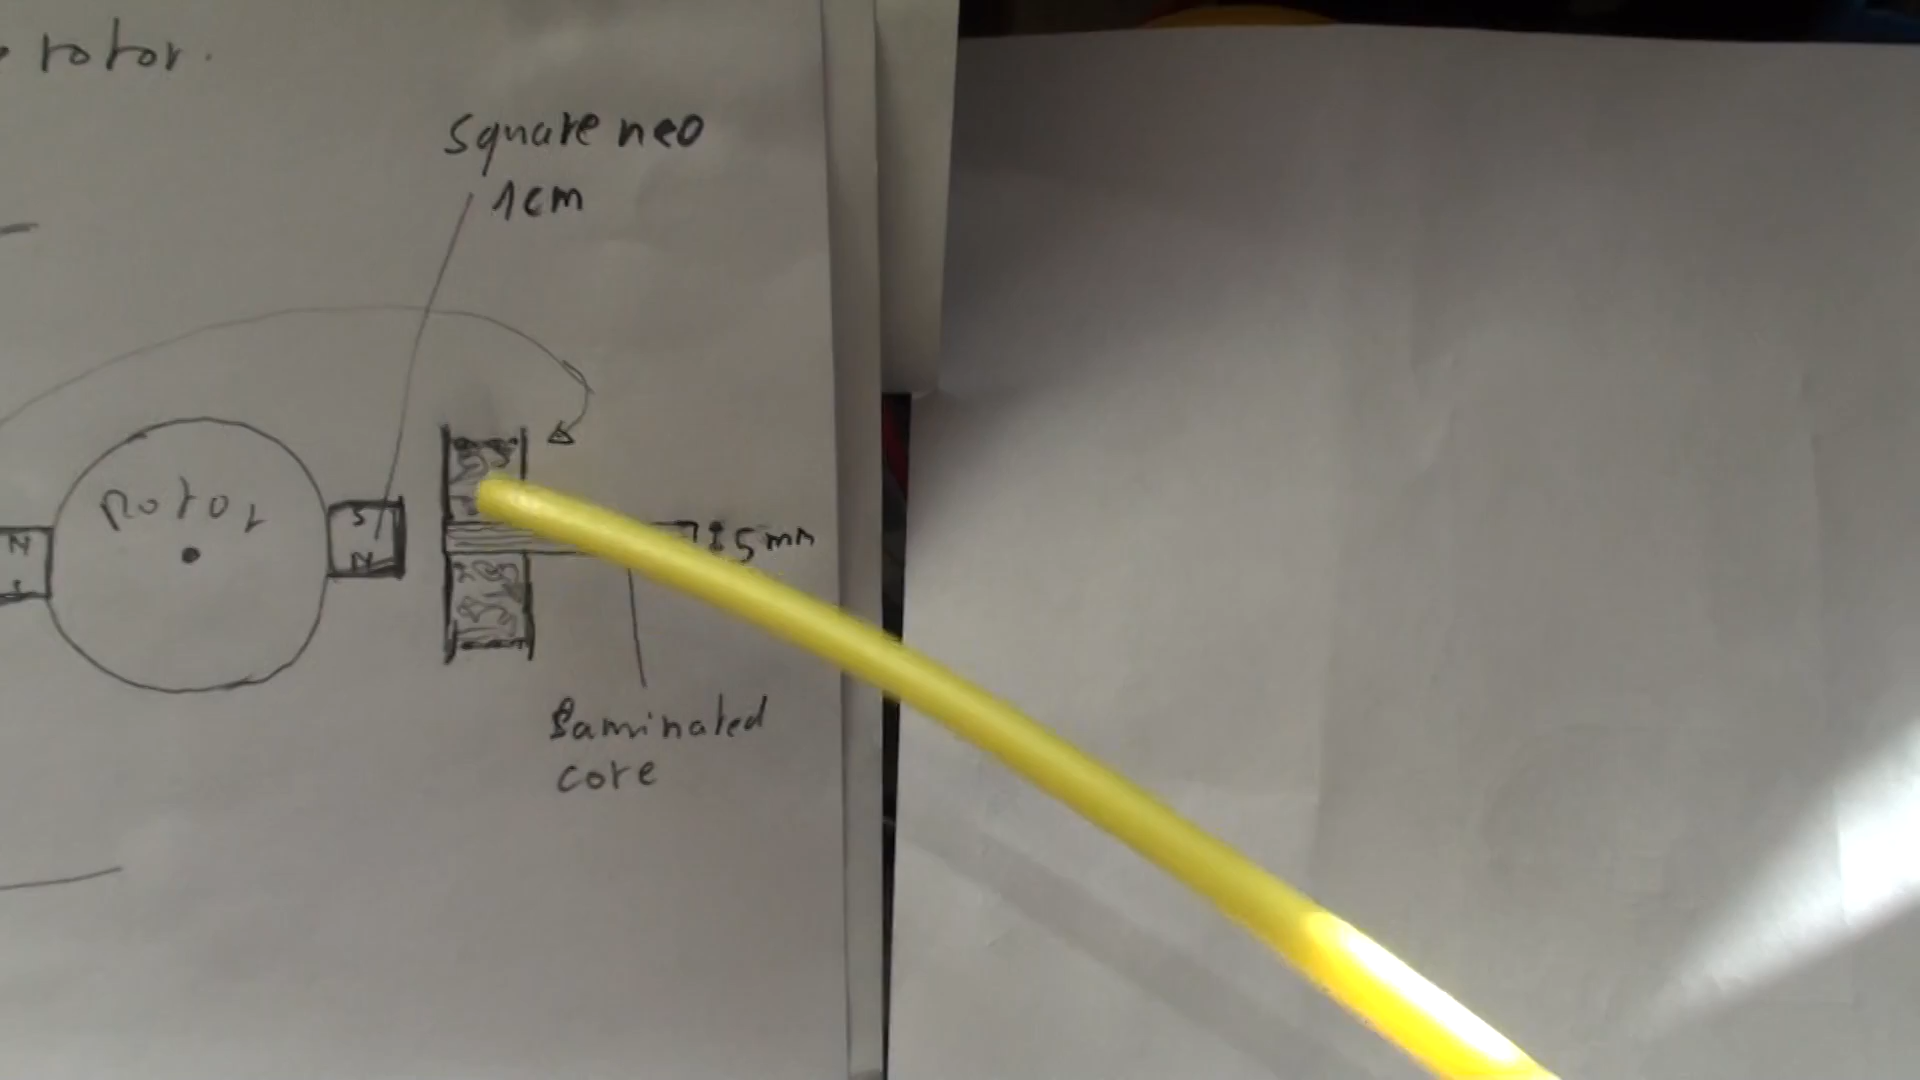 rotor.
square neo
1cm
Rotor
S
N
N
5mm
laminated
core